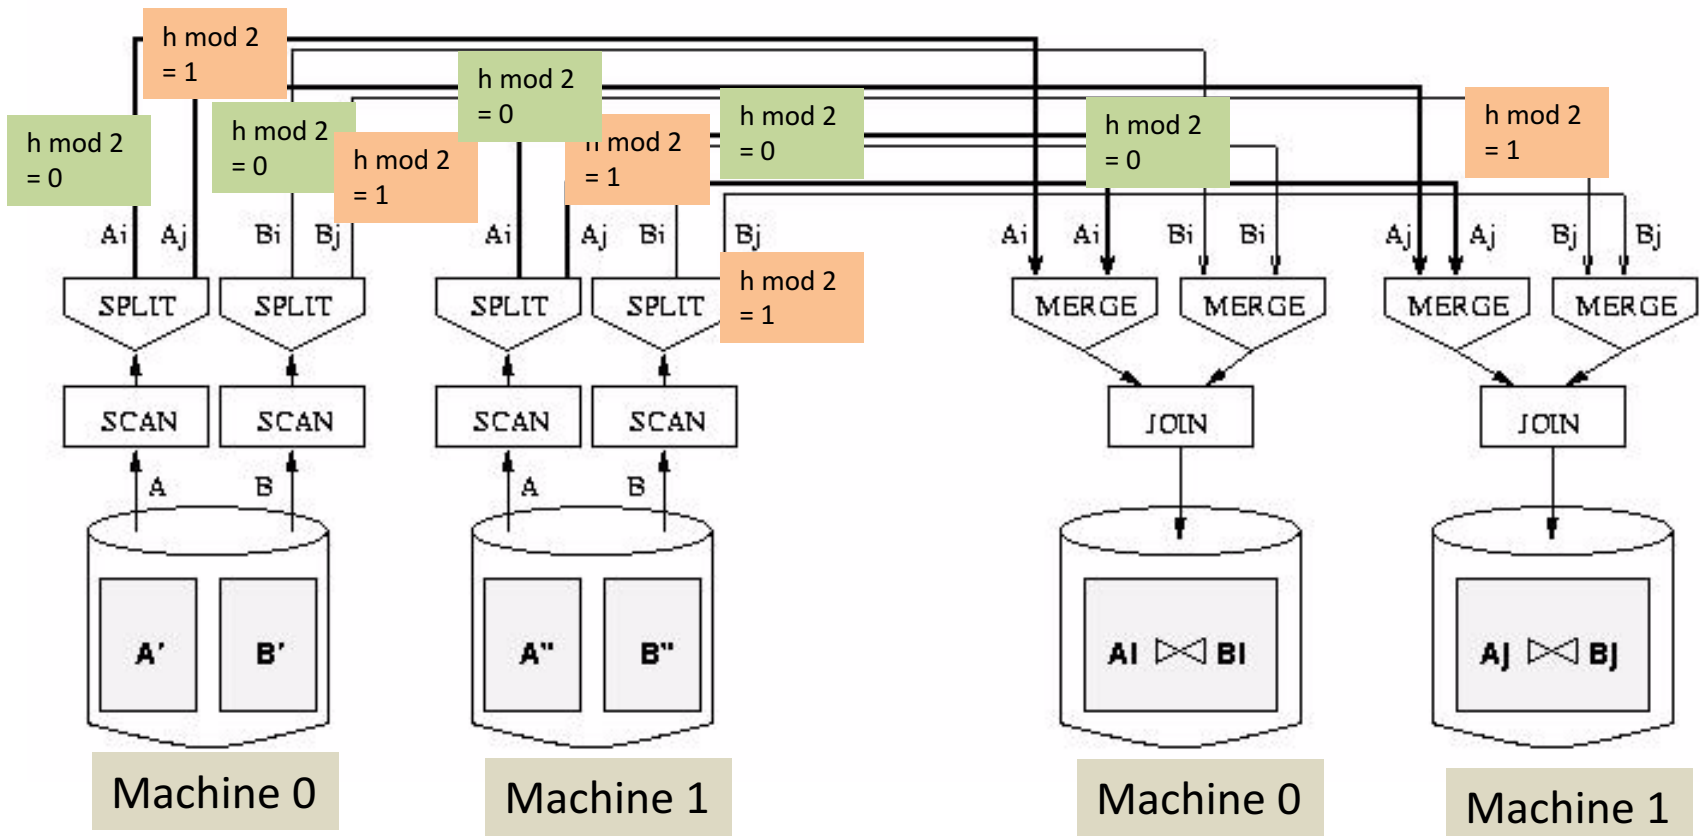 h mod 2
= 1
h mod 2
= 0
h mod 2
= 0
h mod 2
= 1
h mod 2
= 0
h mod 2
= 1
h mod 2
= 0
h mod 2
= 0
h mod 2
= 1
h mod 2
= 1
Ai Aj Bi Bj Ai Aj Bi Bj Ai Ai Bi Bi Aj Aj Bj Bj
SPLIT SPLIT SPLIT SPLIT MERGE MERGE MERGE MERGE
SCAN SCAN SCAN SCAN JOIN JOIN
A B A B
A' B' A" B" Ai ⋈ Bi Aj ⋈ Bj
Machine 0 Machine 1 Machine 0 Machine 1